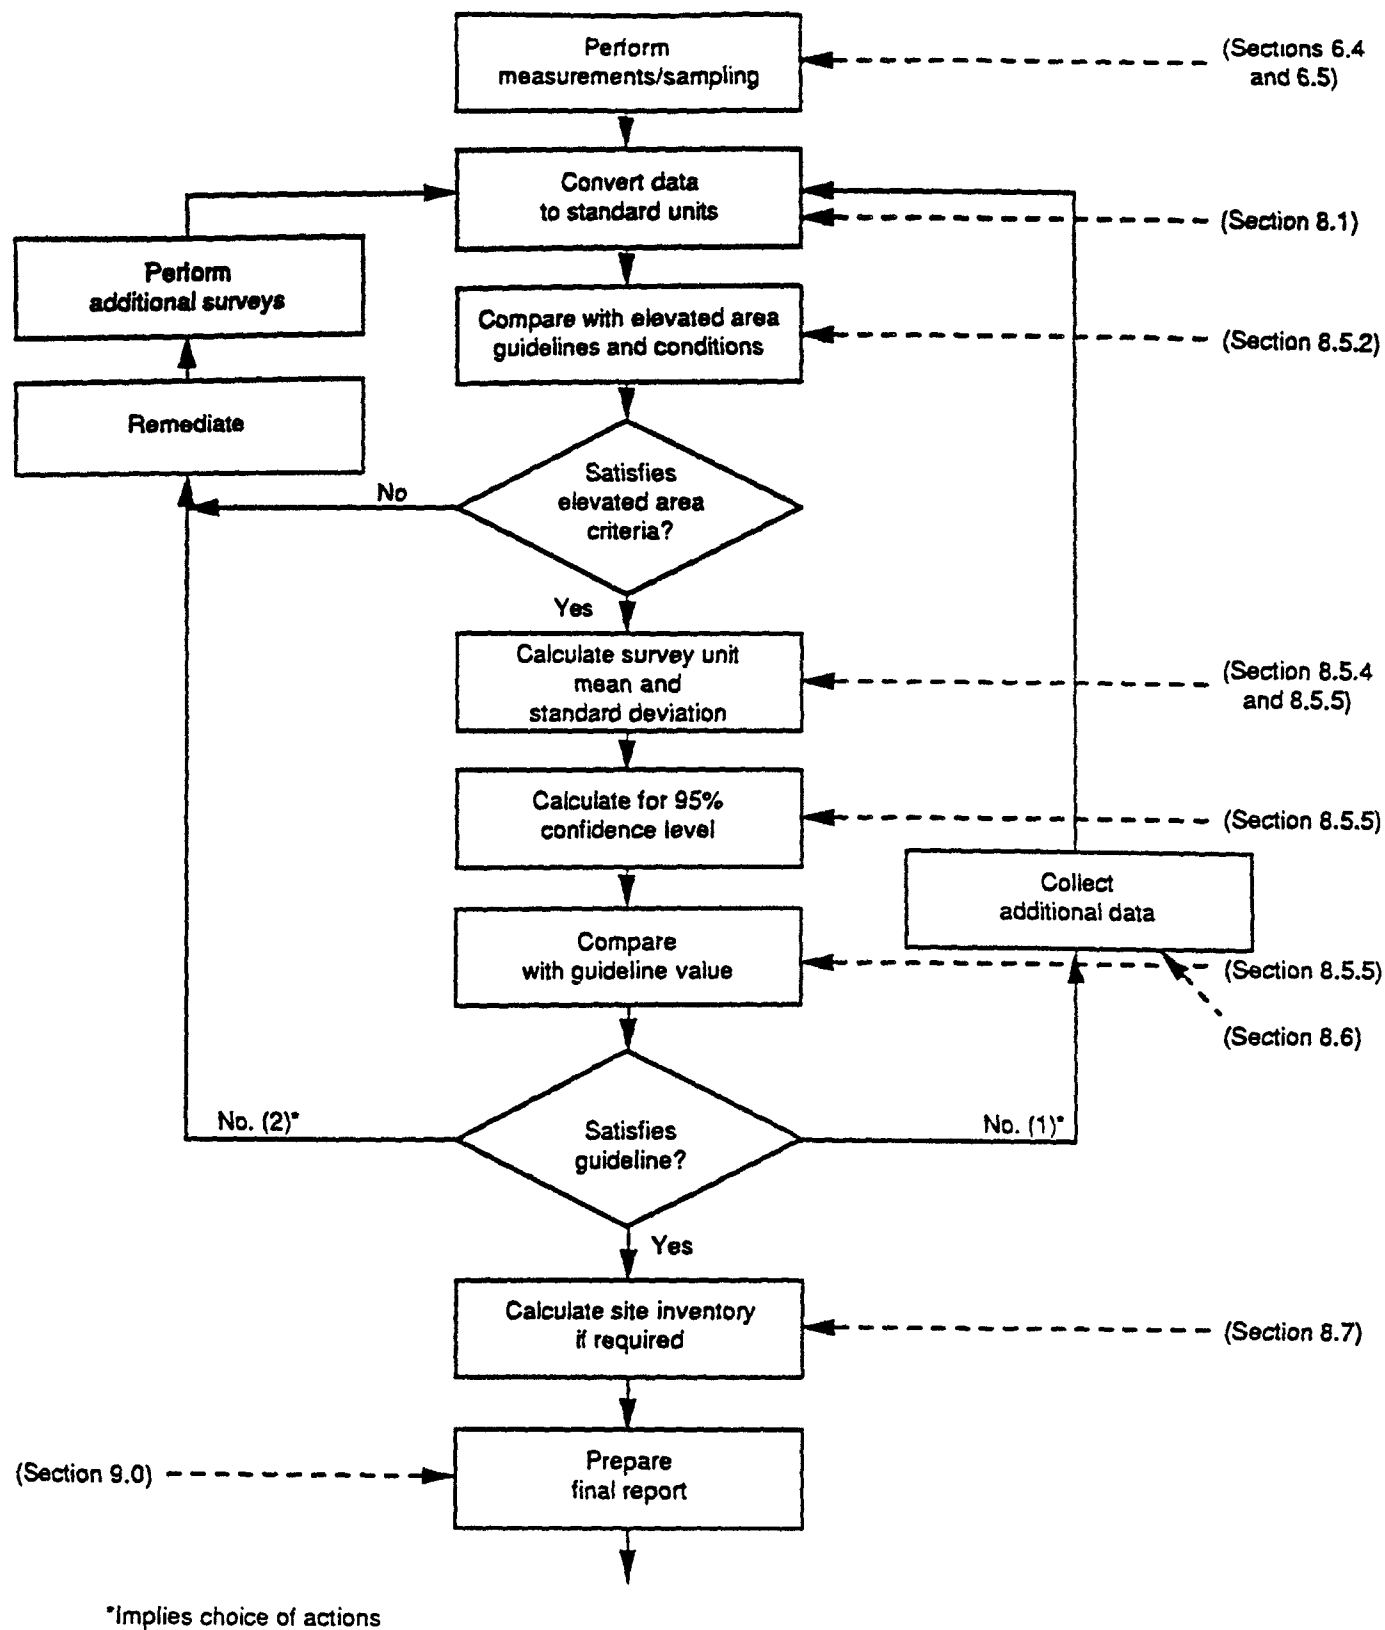 Perform
measurements/sampling
(Sections 6.4
and 6.5)
Convert data
to standard units
(Section 8.1)
Perform
additional surveys
Compare with elevated area
guidelines and conditions
(Section 8.5.2)
Remediate
Satisfies
elevated area
criteria?
No
Yes
Calculate survey unit
mean and
standard deviation
(Section 8.5.4
and 8.5.5)
Calculate for 95%
confidence level
(Section 8.5.5)
Collect
additional data
Compare
with guideline value
(Section 8.5.5)
(Section 8.6)
No. (2)*
Satisfies
guideline?
No. (1)*
Yes
Calculate site inventory
if required
(Section 8.7)
Prepare
final report
(Section 9.0)
*Implies choice of actions